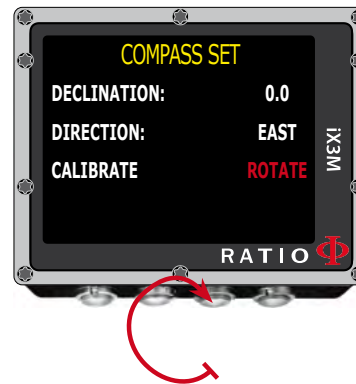 COMPASS SET
DECLINATION: 0.0
DIRECTION: EAST
CALIBRATE ROTATE
iX3M
RATIO